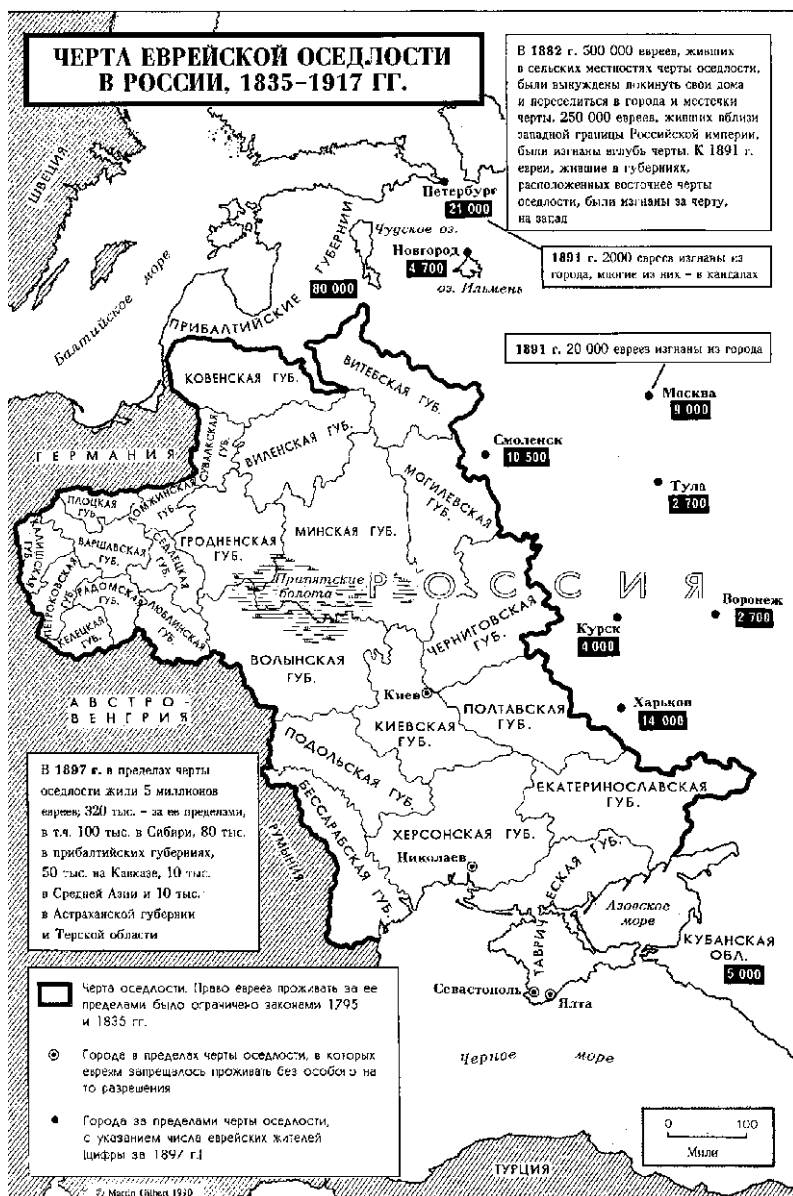 ЧЕРТА ЕВРЕЙСКОЙ ОСЕДЛОСТИ
В РОССИИ, 1835–1917 ГГ.
В 1882 г. 500 000 евреев, живших
в сельских местностях черты оседлости,
были вынуждены покинуть свои дома
и переселиться в города и местечки
черты. 250 000 евреев, живших вблизи
западной границы Российской империи,
были изгнаны вглубь черты. К 1891 г.
евреи, жившие в губерниях,
расположенных восточнее черты
оседлости, были изгнаны за черту,
на запад
ШВЕЦИЯ
Петербург
21 000
Чудское оз.
Новгород
4 700
оз. Ильмень
1891 г. 2000 евреев изгнаны из
города, многие из них – в кандалах
Балтийское море
ПРИБАЛТИЙСКИЕ ГУБЕРНИИ
80 000
1891 г. 20 000 евреев изгнаны из города
Москва
8 000
КОВЕНСКАЯ ГУБ.
ВИТЕБСКАЯ ГУБ.
Смоленск
10 500
ГЕРМАНИЯ
СУВАЛКСКАЯ ГУБ.
ВИЛЕНСКАЯ ГУБ.
МОГИЛЕВСКАЯ ГУБ.
Тула
2 700
ПЛОЦКАЯ ГУБ.
ЛОМЖИНСКАЯ ГУБ.
ГРОДНЕНСКАЯ ГУБ.
МИНСКАЯ ГУБ.
КАЛИШСКАЯ ГУБ.
ВАРШАВСКАЯ ГУБ.
СЕДЛЕЦКАЯ ГУБ.
Припятские болота
РОССИЯ
ПЕТРОКОВСКАЯ ГУБ.
РАДОМСКАЯ ГУБ.
ЛЮБЛИНСКАЯ ГУБ.
КЕЛЕЦКАЯ ГУБ.
ЧЕРНИГОВСКАЯ ГУБ.
Курск
4 000
Воронеж
2 700
ВОЛЫНСКАЯ ГУБ.
АВСТРО-
ВЕНГРИЯ
Киев
КИЕВСКАЯ ГУБ.
ПОЛТАВСКАЯ ГУБ.
Харьков
14 000
ПОДОЛЬСКАЯ ГУБ.
ЕКАТЕРИНОСЛАВСКАЯ ГУБ.
БЕССАРАБСКАЯ ГУБ.
ХЕРСОНСКАЯ ГУБ.
РУМЫНИЯ
Николаев
ТАВРИЧЕСКАЯ ГУБ.
Азовское море
КУБАНСКАЯ ОБЛ.
5 000
Севастополь
Ялта
Черное море
В 1897 г. в пределах черты
оседлости жили 5 миллионов
евреев; 320 тыс. – за ее пределами,
в т.ч. 100 тыс. в Сибири, 80 тыс.
в прибалтийских губерниях,
50 тыс. на Кавказе, 10 тыс.
в Средней Азии и 10 тыс.
в Астраханской губернии
и Терской области
Черта оседлости. Право евреев проживать за ее
пределами было ограничено законами 1795
и 1835 гг.
Города в пределах черты оседлости, в которых
евреям запрещалось проживать без особого на
то разрешения
Города за пределами черты оседлости,
с указанием числа еврейских жителей
(цифры за 1897 г.)
0 100
Мили
ТУРЦИЯ
© Martin Gilbert 1990